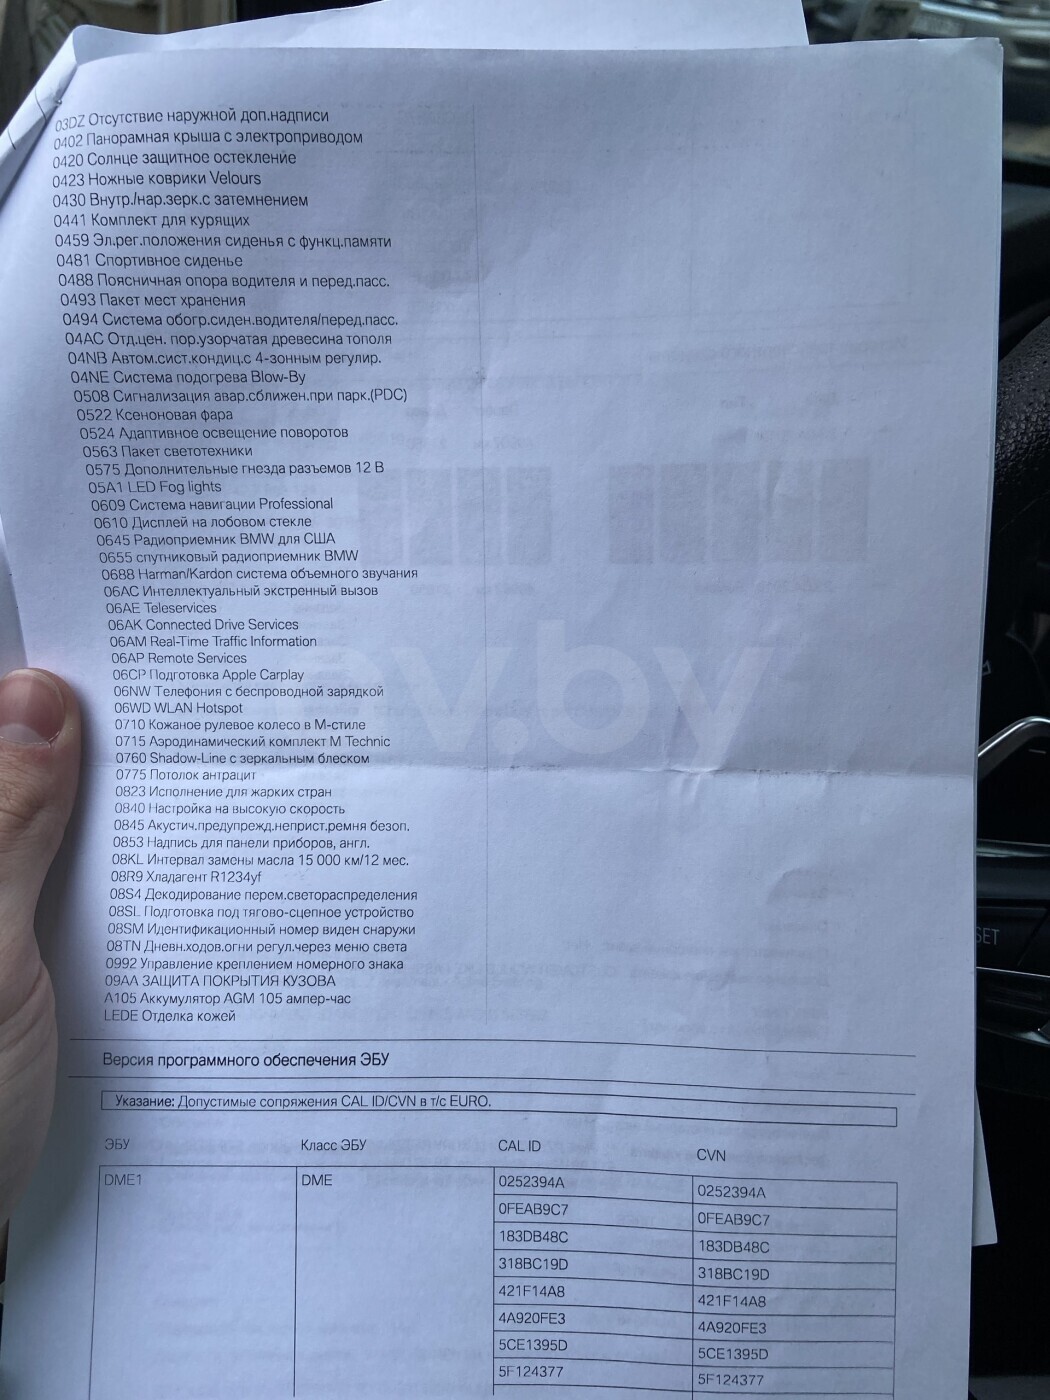 03DZ Отсутствие наружной доп.надписи
0402 Панорамная крыша с электроприводом
0420 Солнце защитное остекление
0423 Ножные коврики Velours
0430 Внутр./нар.зерк.с затемнением
0441 Комплект для курящих
0459 Эл.рег.положения сиденья с функц.памяти
0481 Спортивное сиденье
0488 Поясничная опора водителя и перед.пасс.
0493 Пакет мест хранения
0494 Система обогр.сиден.водителя/перед.пасс.
04AC Отд.цен. пор.узорчатая древесина тополя
04NB Автом.сист.кондиц.с 4-зонным регулир.
04NE Система подогрева Blow-By
0508 Сигнализация авар.сближен.при парк.(PDC)
0522 Ксеноновая фара
0524 Адаптивное освещение поворотов
0563 Пакет светотехники
0575 Дополнительные гнезда разъемов 12 В
05A1 LED Fog lights
0609 Система навигации Professional
0610 Дисплей на лобовом стекле
0645 Радиоприемник BMW для США
0655 спутниковый радиоприемник BMW
0688 Harman/Kardon система объемного звучания
06AC Интеллектуальный экстренный вызов
06AE Teleservices
06AK Connected Drive Services
06AM Real-Time Traffic Information
06AP Remote Services
06CP Подготовка Apple Carplay
06NW Телефония с беспроводной зарядкой
06WD WLAN Hotspot
0710 Кожаное рулевое колесо в М-стиле
0715 Аэродинамический комплект M Technic
0760 Shadow-Line с зеркальным блеском
0775 Потолок антрацит
0823 Исполнение для жарких стран
0840 Настройка на высокую скорость
0845 Акустич.предупрежд.неприст.ремня безоп.
0853 Надпись для панели приборов, англ.
08KL Интервал замены масла 15 000 км/12 мес.
08R9 Хладагент R1234yf
08S4 Декодирование перем.светораспределения
08SL Подготовка под тягово-сцепное устройство
08SM Идентификационный номер виден снаружи
08TN Дневн.ходов.огни регул.через меню света
0992 Управление креплением номерного знака
09AA ЗАЩИТА ПОКРЫТИЯ КУЗОВА
A105 Аккумулятор AGM 105 ампер-час
LEDE Отделка кожей
Версия программного обеспечения ЭБУ
Указание: Допустимые сопряжения CAL ID/CVN в т/с EURO.
ЭБУ Класс ЭБУ CAL ID CVN
DME1 DME 0252394A 0252394A
0FEAB9C7 0FEAB9C7
183DB48C 183DB48C
318BC19D 318BC19D
421F14A8 421F14A8
4A920FE3 4A920FE3
5CE1395D 5CE1395D
5F124377 5F124377
av.by
SET